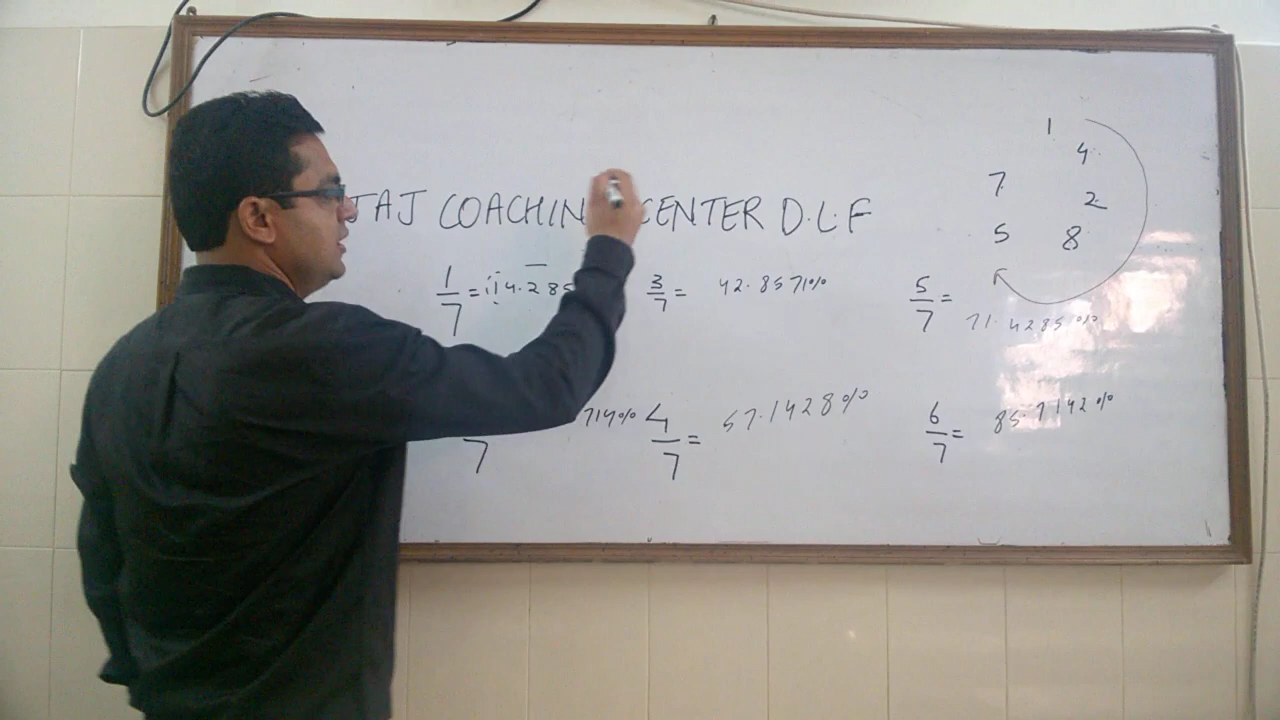 1
4
7
2
TAJ COACHIN CENTER D.L.F
5 8
1/7 = 14.285 3/7 = 42.8571% 5/7 = 71.4285%
7 714% 4/7 = 57.1428% 6/7 = 85.7142%